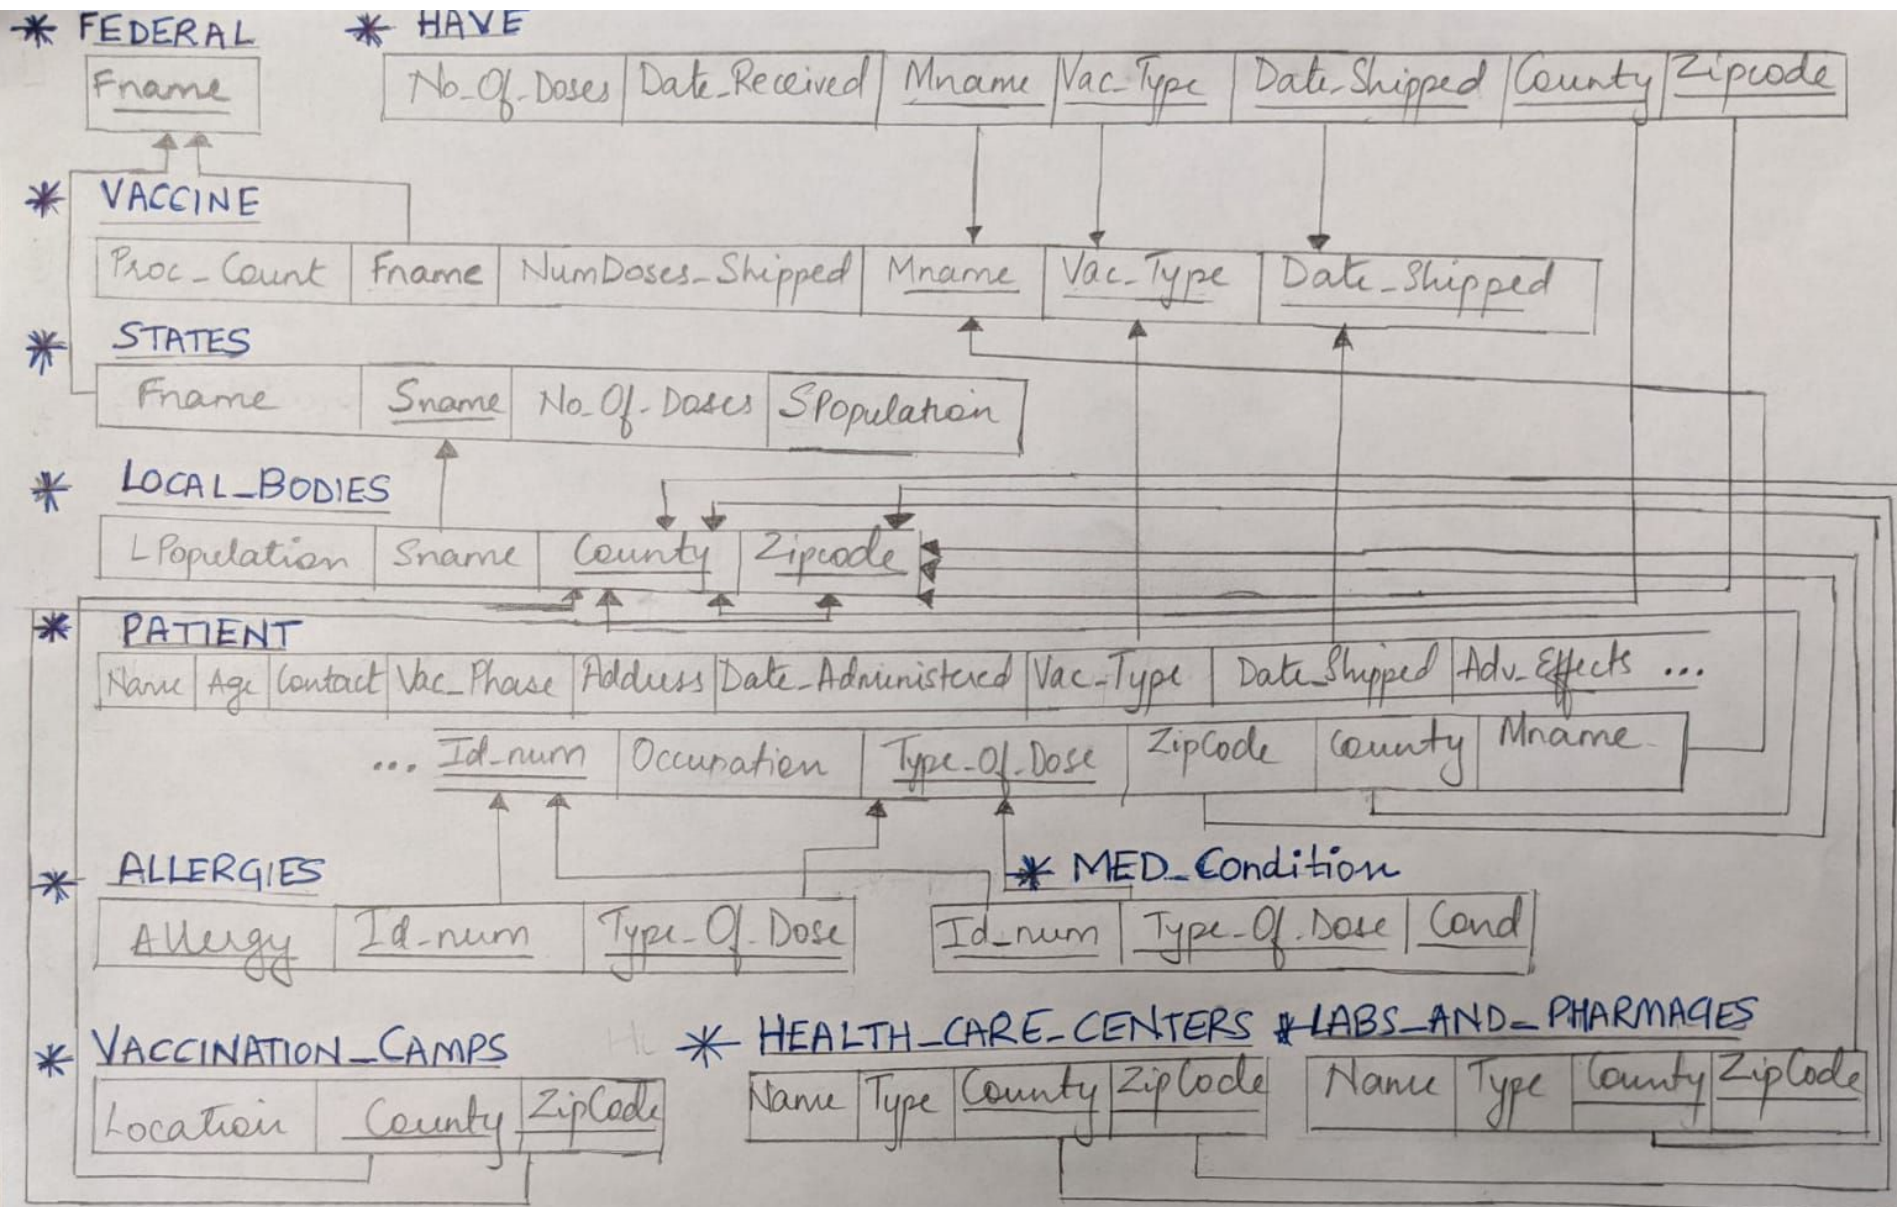 * FEDERAL * HAVE
Fname No_Of_Doses Date_Received Mname Vac_Type Date_Shipped County Zipcode
* VACCINE
Proc_Count Fname NumDoses_Shipped Mname Vac_Type Date_Shipped
* STATES
Fname Sname No_Of_Doses SPopulation
* LOCAL_BODIES
LPopulation Sname County Zipcode
* PATIENT
Name Age Contact Vac_Phase Address Date_Administered Vac_Type Date_Shipped Adv_Effects ...
... Id_num Occupation Type_Of_Dose ZipCode County Mname
* ALLERGIES * MED_Condition
Allergy Id_num Type_Of_Dose Id_num Type_Of_Dose Cond
* VACCINATION_CAMPS * HEALTH_CARE_CENTERS * LABS_AND_PHARMACIES
Location County ZipCode Name Type County ZipCode Name Type County ZipCode